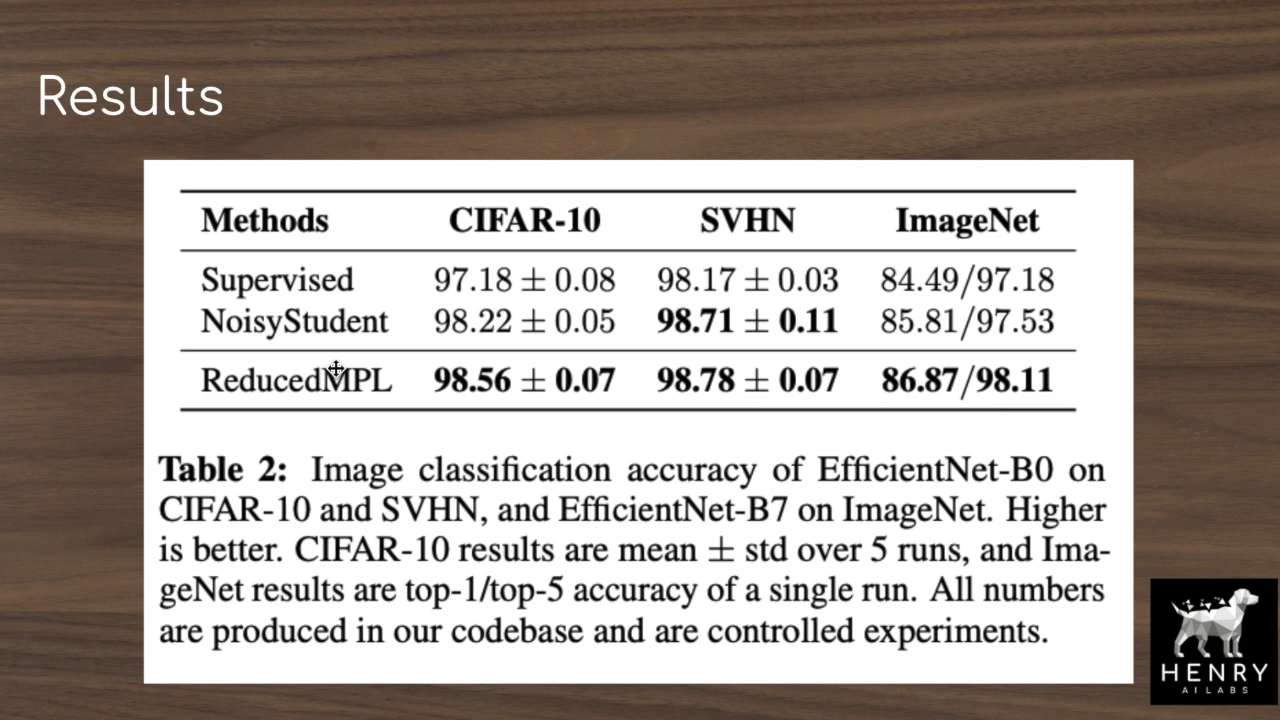 Results
Methods CIFAR-10 SVHN ImageNet
Supervised 97.18 ± 0.08 98.17 ± 0.03 84.49/97.18
NoisyStudent 98.22 ± 0.05 98.71 ± 0.11 85.81/97.53
ReducedMPL 98.56 ± 0.07 98.78 ± 0.07 86.87/98.11
Table 2: Image classification accuracy of EfficientNet-B0 on
CIFAR-10 and SVHN, and EfficientNet-B7 on ImageNet. Higher
is better. CIFAR-10 results are mean ± std over 5 runs, and Ima-
geNet results are top-1/top-5 accuracy of a single run. All numbers
are produced in our codebase and are controlled experiments.
HENRY
AI LABS